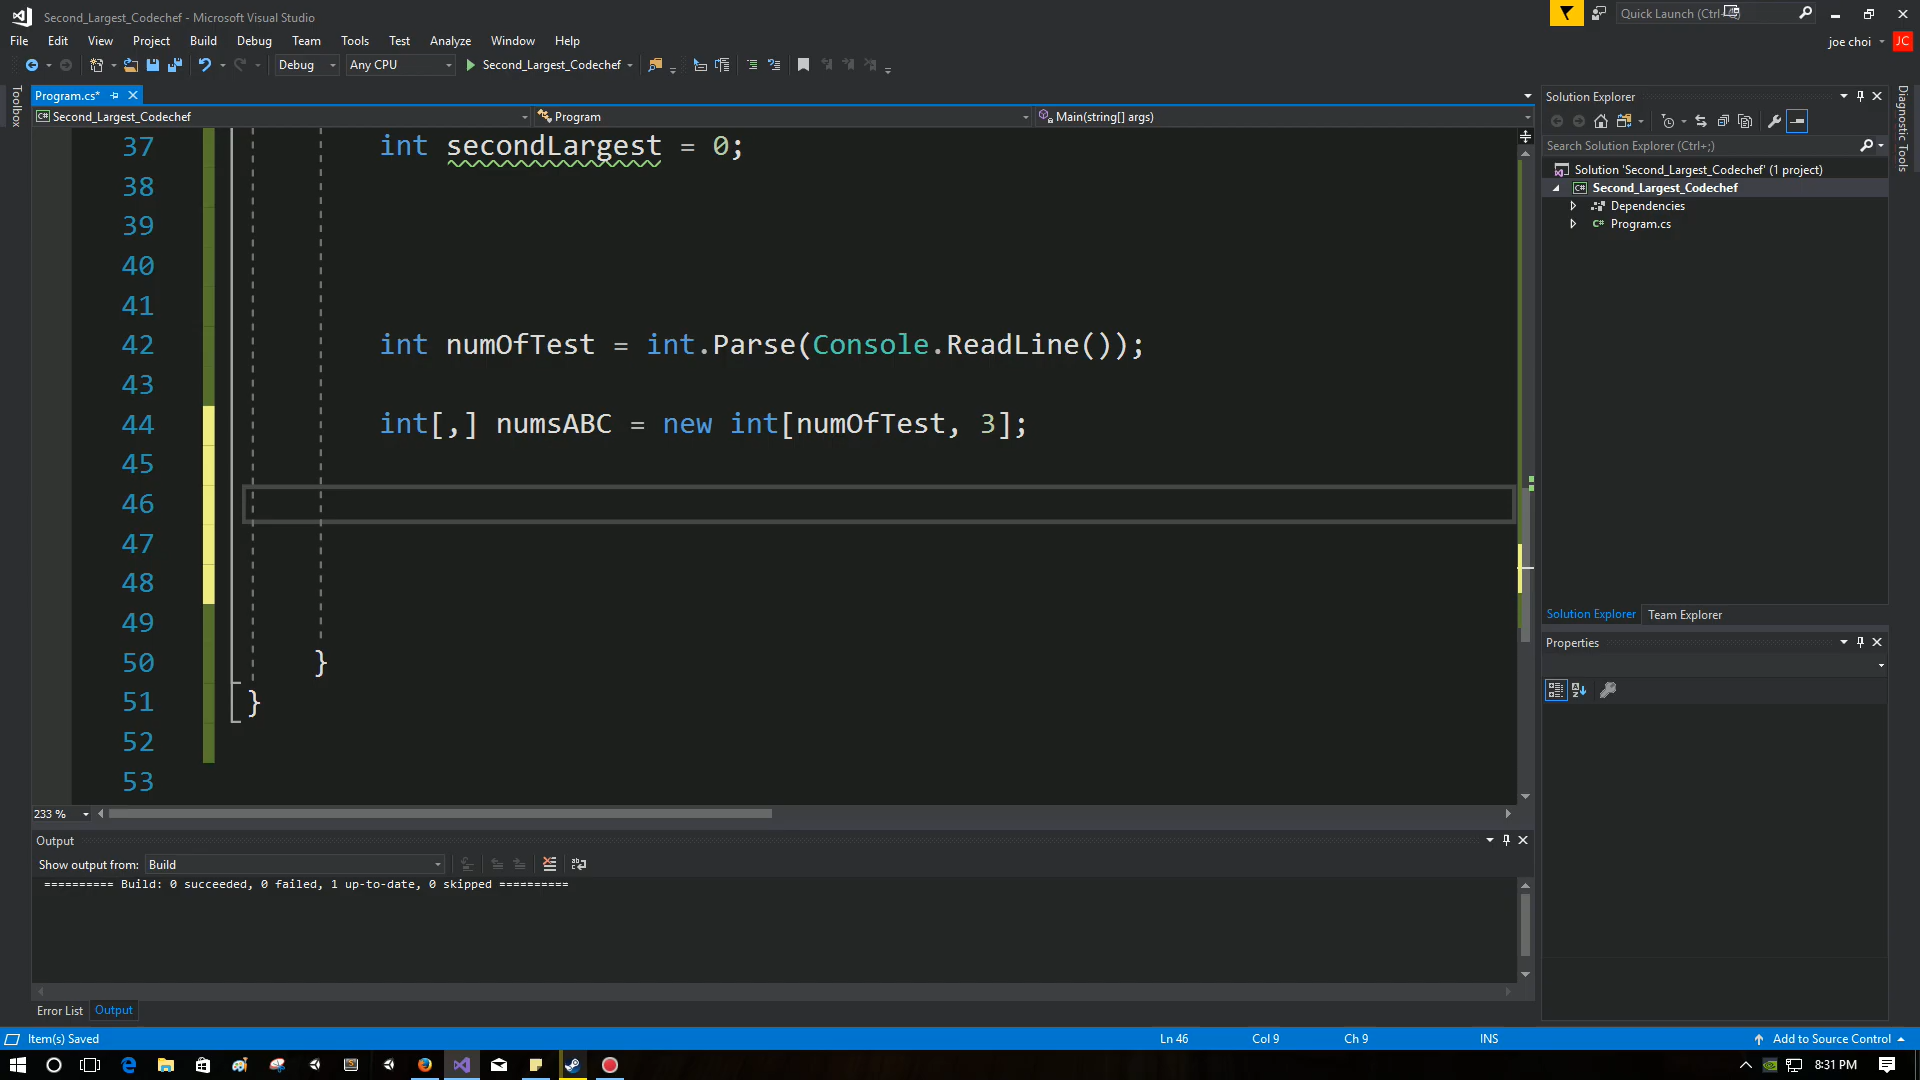 Second_Largest_Codechef - Microsoft Visual Studio
Quick Launch (Ctrl+Q)
File Edit View Project Build Debug Team Tools Test Analyze Window Help
joe choi JC
Debug Any CPU Second_Largest_Codechef
Toolbox
Program.cs*
Second_Largest_Codechef Program Main(string[] args)
37 int secondLargest = 0;
38
39
40
41
42 int numOfTest = int.Parse(Console.ReadLine());
43
44 int[,] numsABC = new int[numOfTest, 3];
45
46
47
48
49
50 }
51 }
52
53
233 %
Output
Show output from: Build
========== Build: 0 succeeded, 0 failed, 1 up-to-date, 0 skipped ==========
Error List Output
Solution Explorer
Search Solution Explorer (Ctrl+;)
Solution 'Second_Largest_Codechef' (1 project)
Second_Largest_Codechef
Dependencies
C# Program.cs
Solution Explorer Team Explorer
Properties
Diagnostic Tools
Item(s) Saved Ln 46 Col 9 Ch 9 INS Add to Source Control
8:31 PM